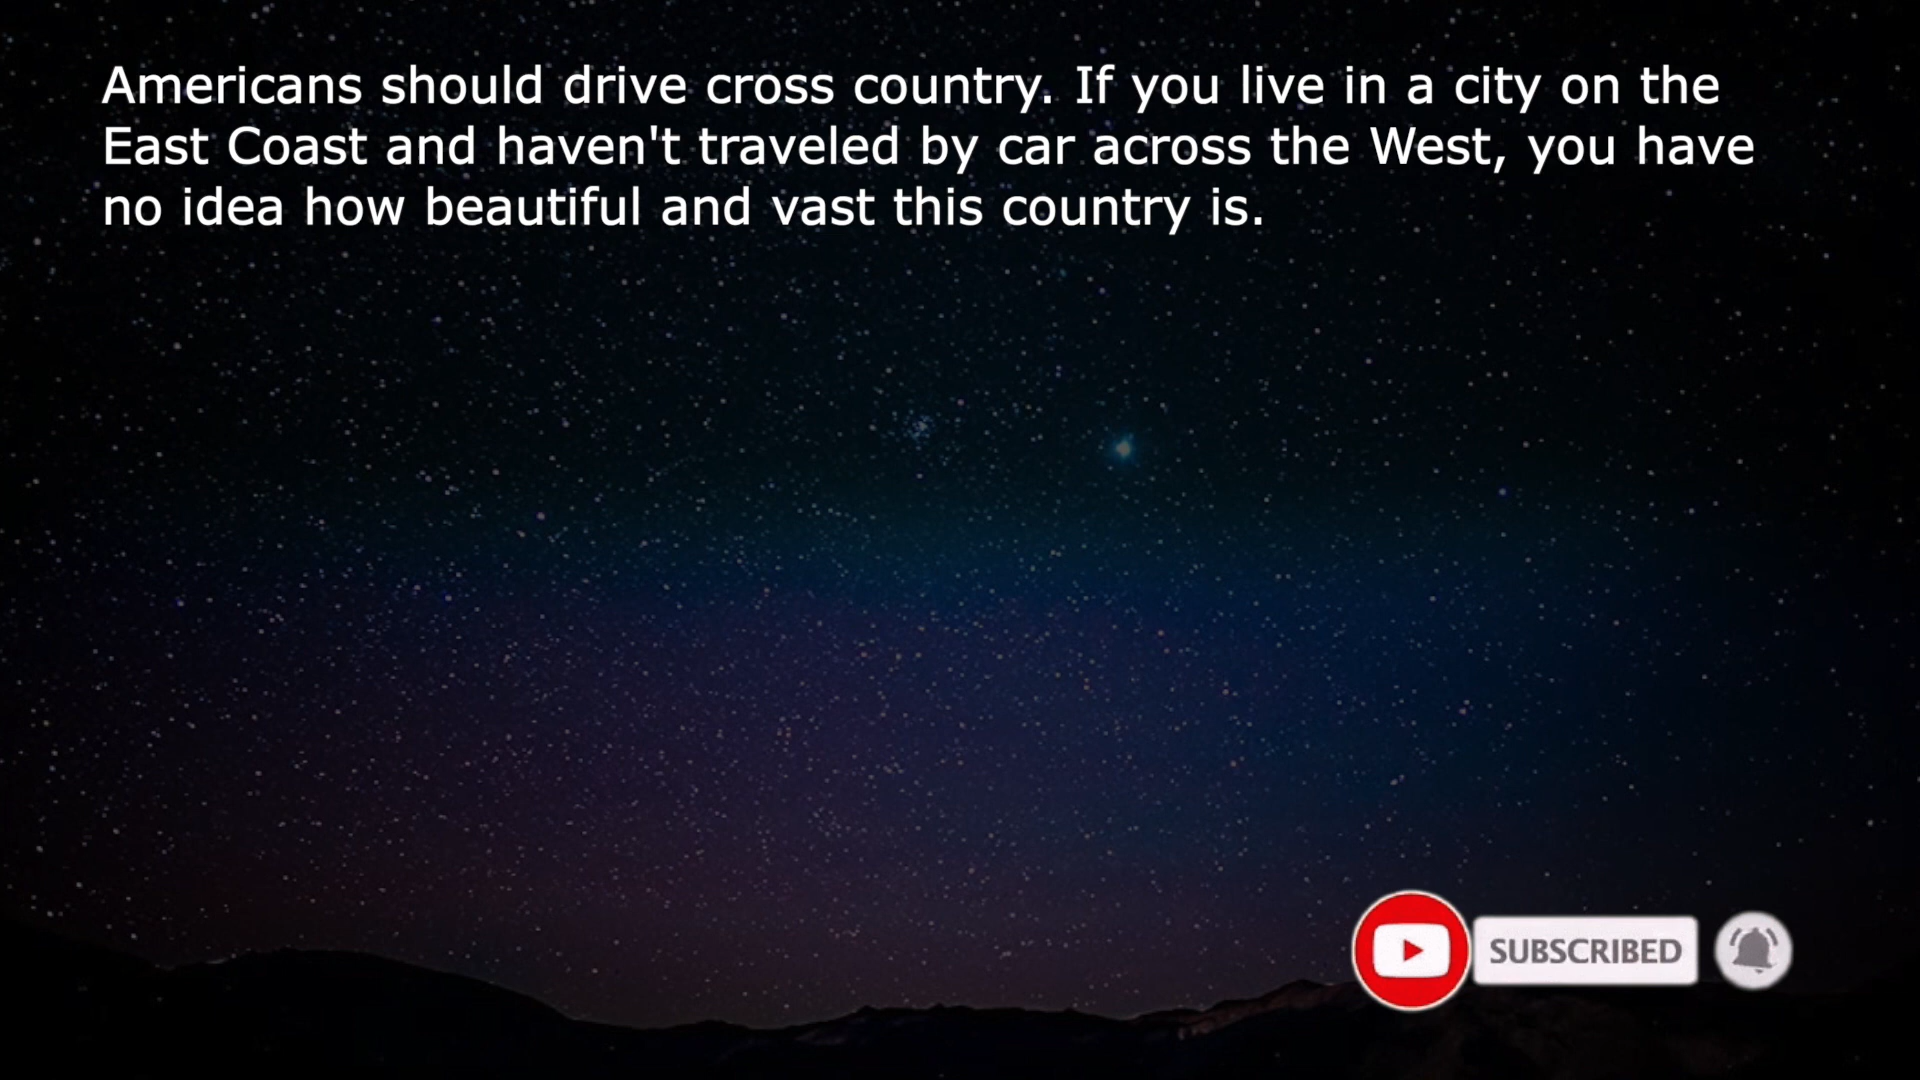 Americans should drive cross country. If you live in a city on the
East Coast and haven't traveled by car across the West, you have
no idea how beautiful and vast this country is.
SUBSCRIBED